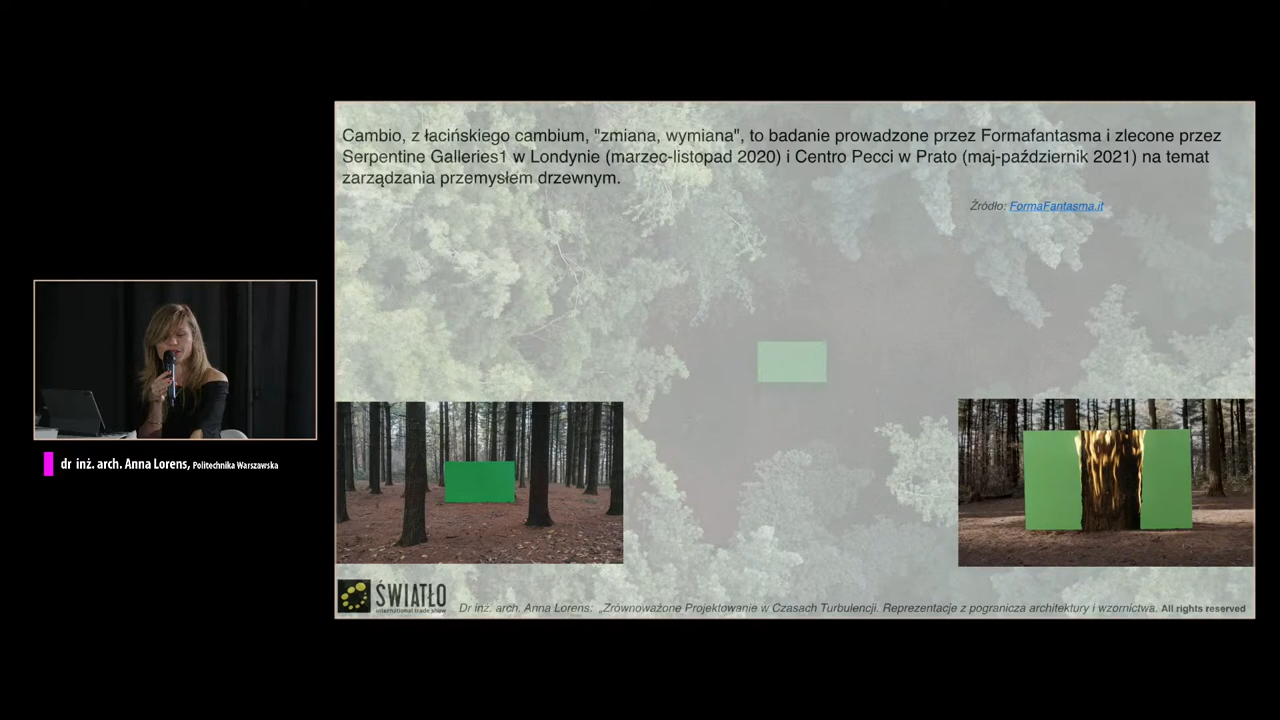 Cambio, z łacińskiego cambium, "zmiana, wymiana", to badanie prowadzone przez Formafantasma i zlecone przez
Serpentine Galleries1 w Londynie (marzec-listopad 2020) i Centro Pecci w Prato (maj-październik 2021) na temat
zarządzania przemysłem drzewnym.
Źródło: FormaFantasma.it
dr inż. arch. Anna Lorens, Politechnika Warszawska
ŚWIATŁO
international trade show
Dr inż. arch. Anna Lorens: „Zrównoważone Projektowanie w Czasach Turbulencji. Reprezentacje z pogranicza architektury i wzornictwa. All rights reserved